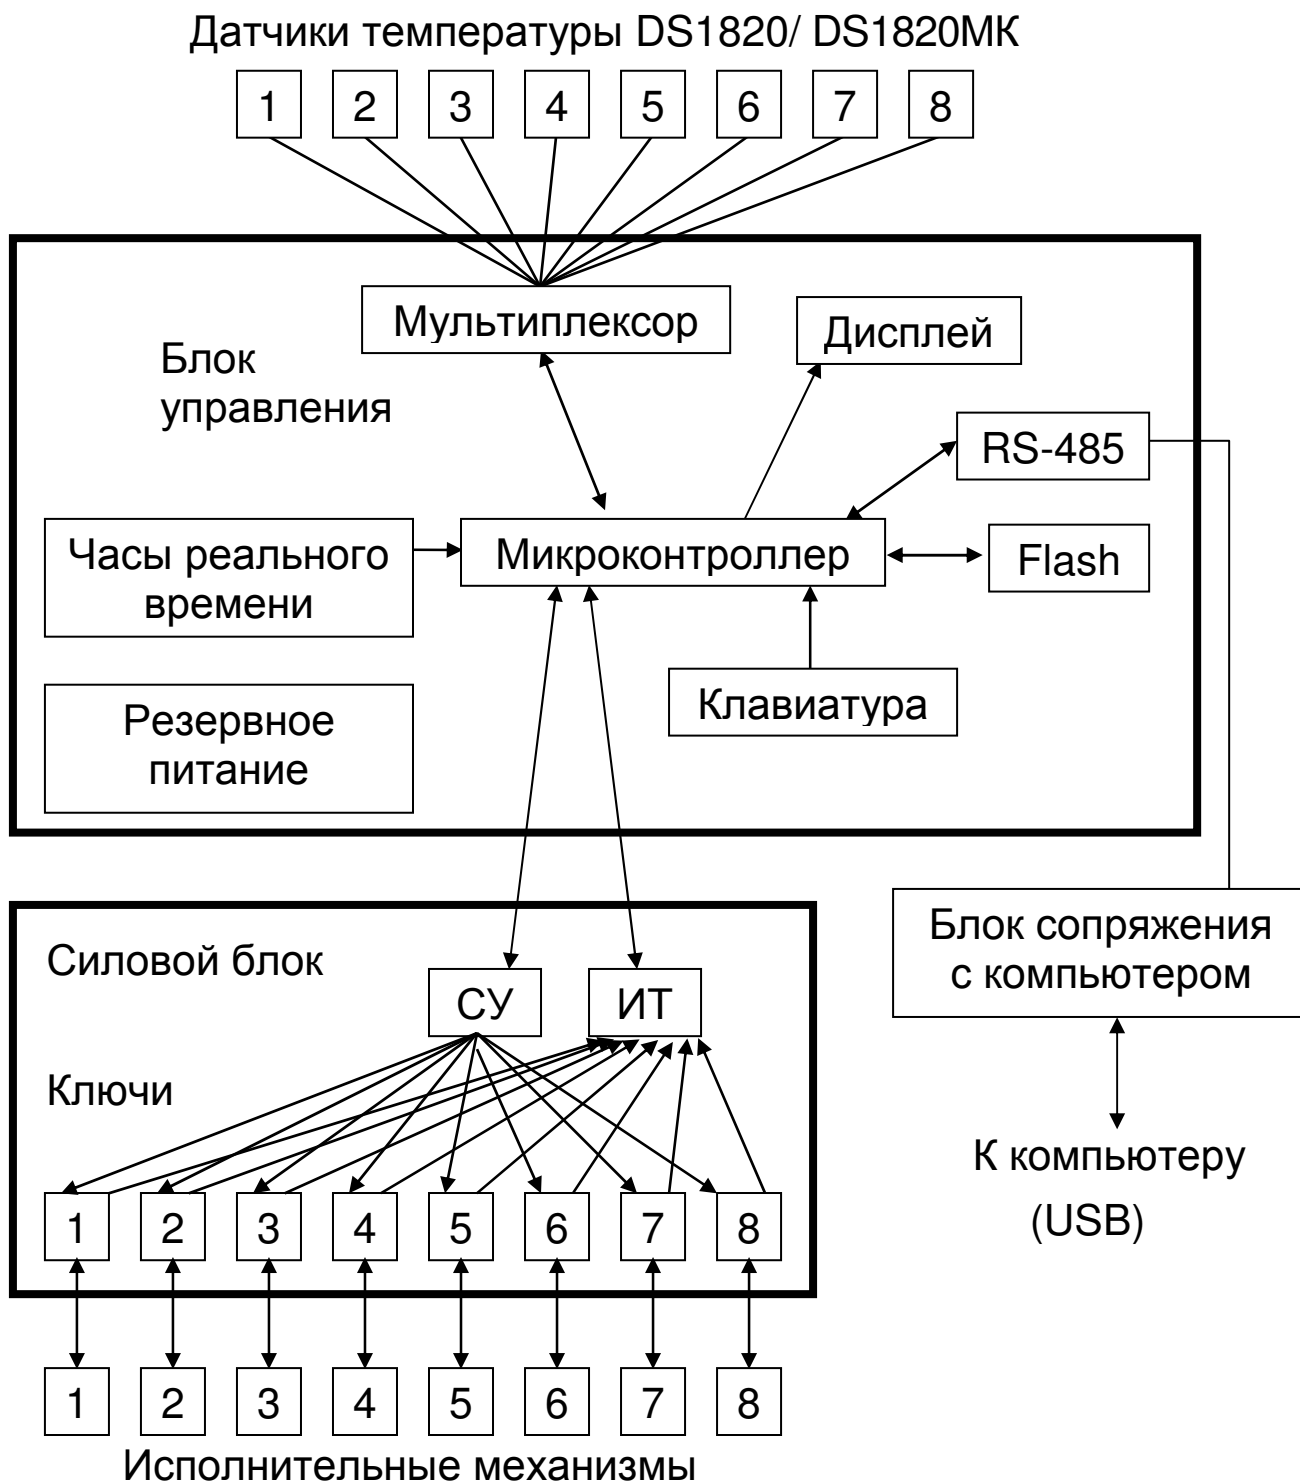 Датчики температуры DS1820/ DS1820МК
1 2 3 4 5 6 7 8
Мультиплексор
Дисплей
Блок
управления
RS-485
Часы реального
времени
Микроконтроллер
Flash
Резервное
питание
Клавиатура
Силовой блок
СУ
ИТ
Блок сопряжения
с компьютером
Ключи
К компьютеру
(USB)
1 2 3 4 5 6 7 8
1 2 3 4 5 6 7 8
Исполнительные механизмы